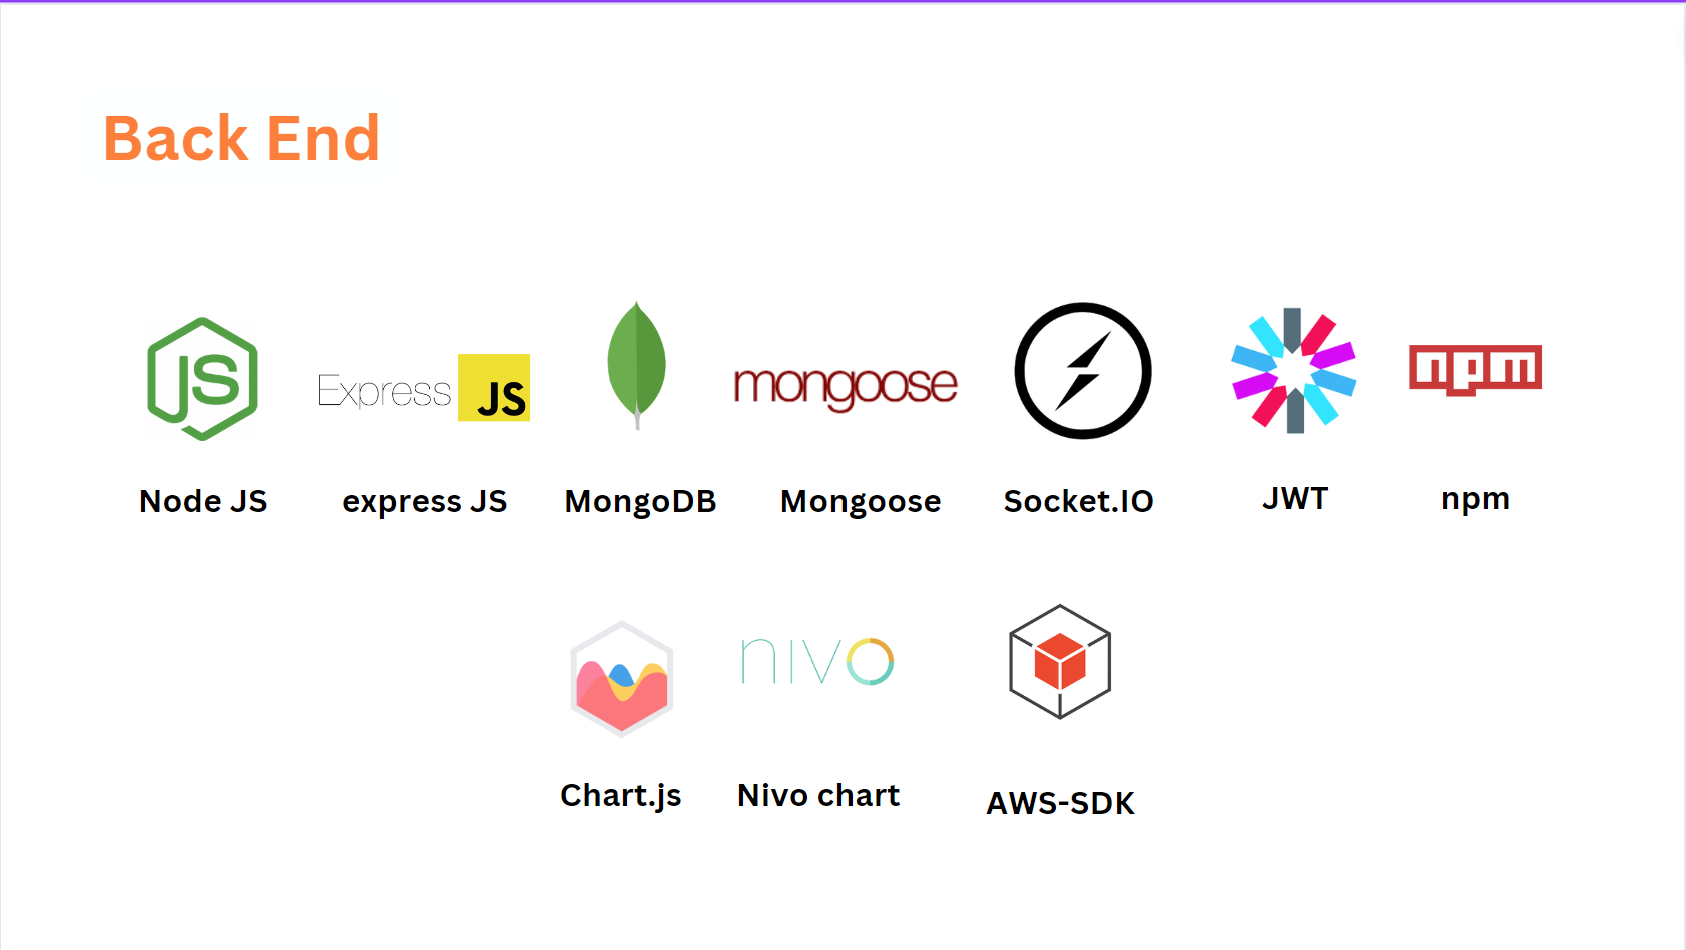 Back End
JS
Express JS
mongoose
npm
Node JS
express JS
MongoDB
Mongoose
Socket.IO
JWT
npm
nivo
Chart.js
Nivo chart
AWS-SDK